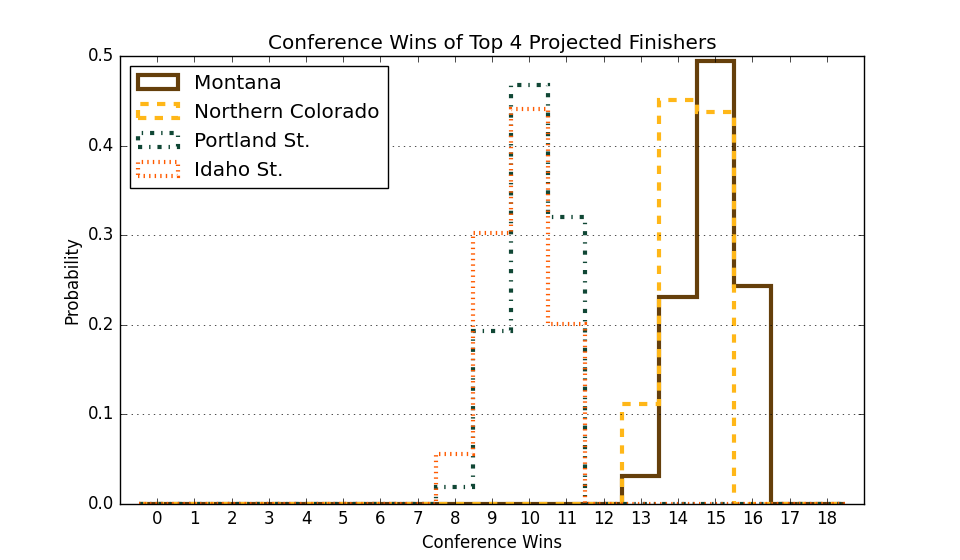 Conference Wins of Top 4 Projected Finishers
0.5
0.4
0.3
0.2
0.1
0.0
Probability
Montana
Northern Colorado
Portland St.
Idaho St.
0 1 2 3 4 5 6 7 8 9 10 11 12 13 14 15 16 17 18
Conference Wins